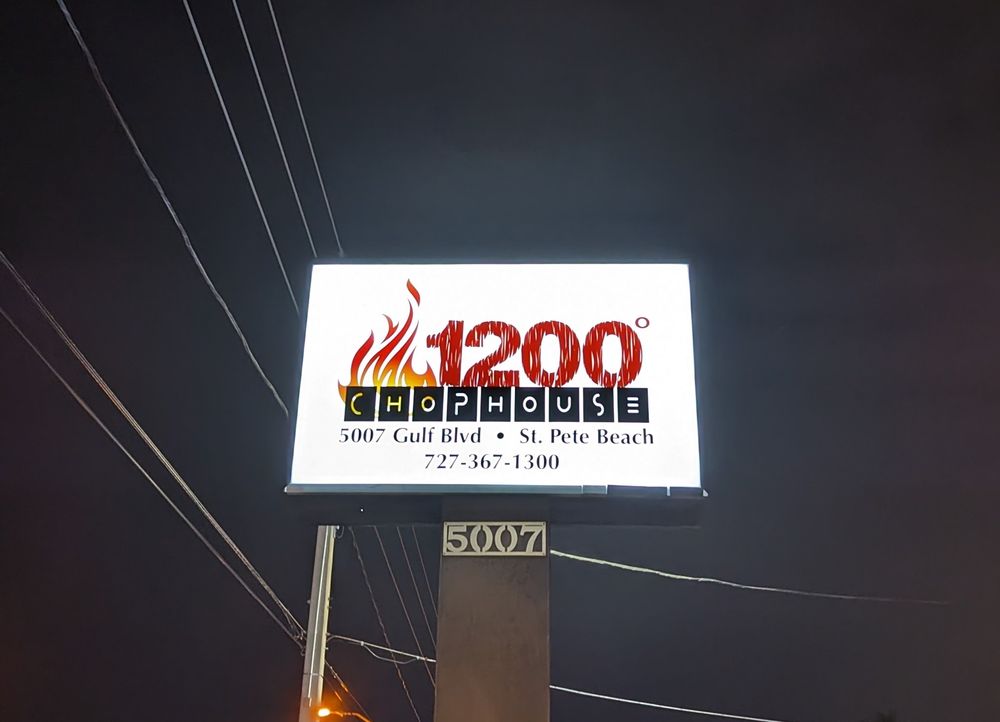 1200°
CHOPHOUSE
5007 Gulf Blvd • St. Pete Beach
727-367-1300
5007